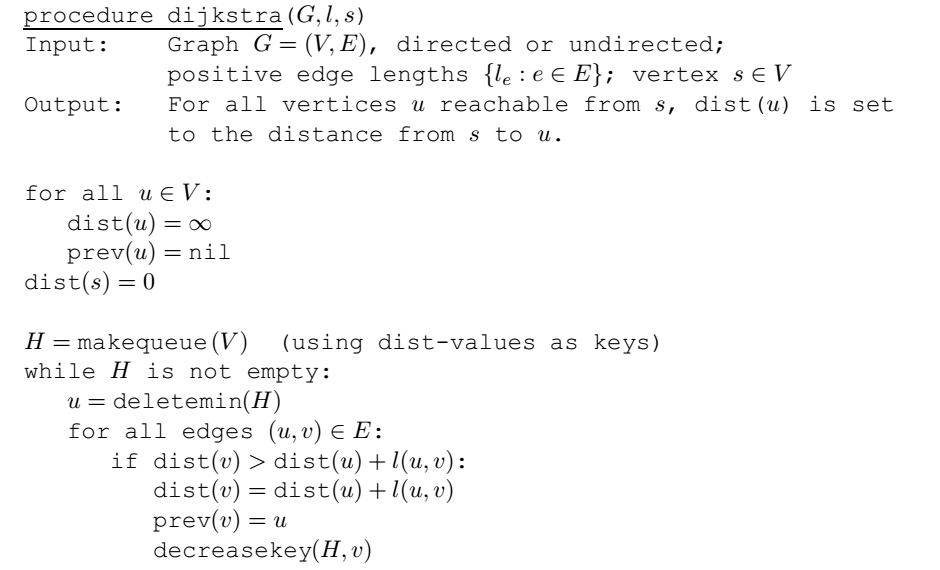 procedure dijkstra(G, l, s)
Input: Graph G = (V, E), directed or undirected;
positive edge lengths {lₑ : e ∈ E}; vertex s ∈ V
Output: For all vertices u reachable from s, dist(u) is set
to the distance from s to u.
for all u ∈ V:
dist(u) = ∞
prev(u) = nil
dist(s) = 0
H = makequeue(V) (using dist-values as keys)
while H is not empty:
u = deletemin(H)
for all edges (u, v) ∈ E:
if dist(v) > dist(u) + l(u, v):
dist(v) = dist(u) + l(u, v)
prev(v) = u
decreasekey(H, v)